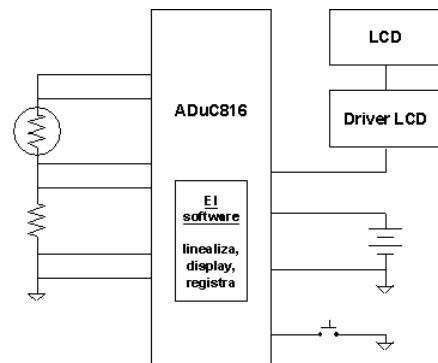 LCD
ADuC816
Driver LCD
El
software
linealiza,
display,
registra